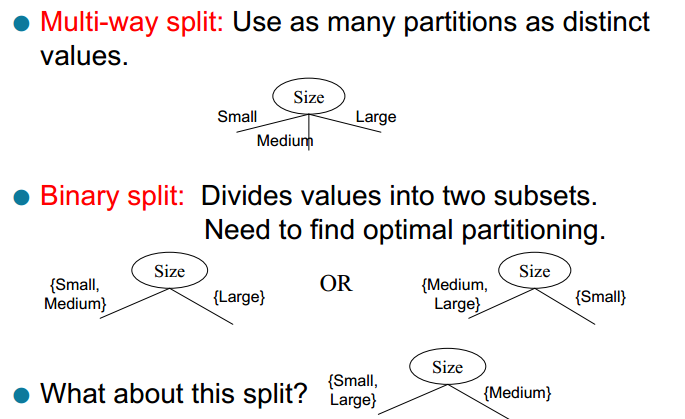 Multi-way split: Use as many partitions as distinct
values.
Size
Small
Large
Medium
Binary split: Divides values into two subsets.
Need to find optimal partitioning.
Size
{Small,
Medium}
{Large}
OR
Size
{Medium,
Large}
{Small}
What about this split?
Size
{Small,
Large}
{Medium}